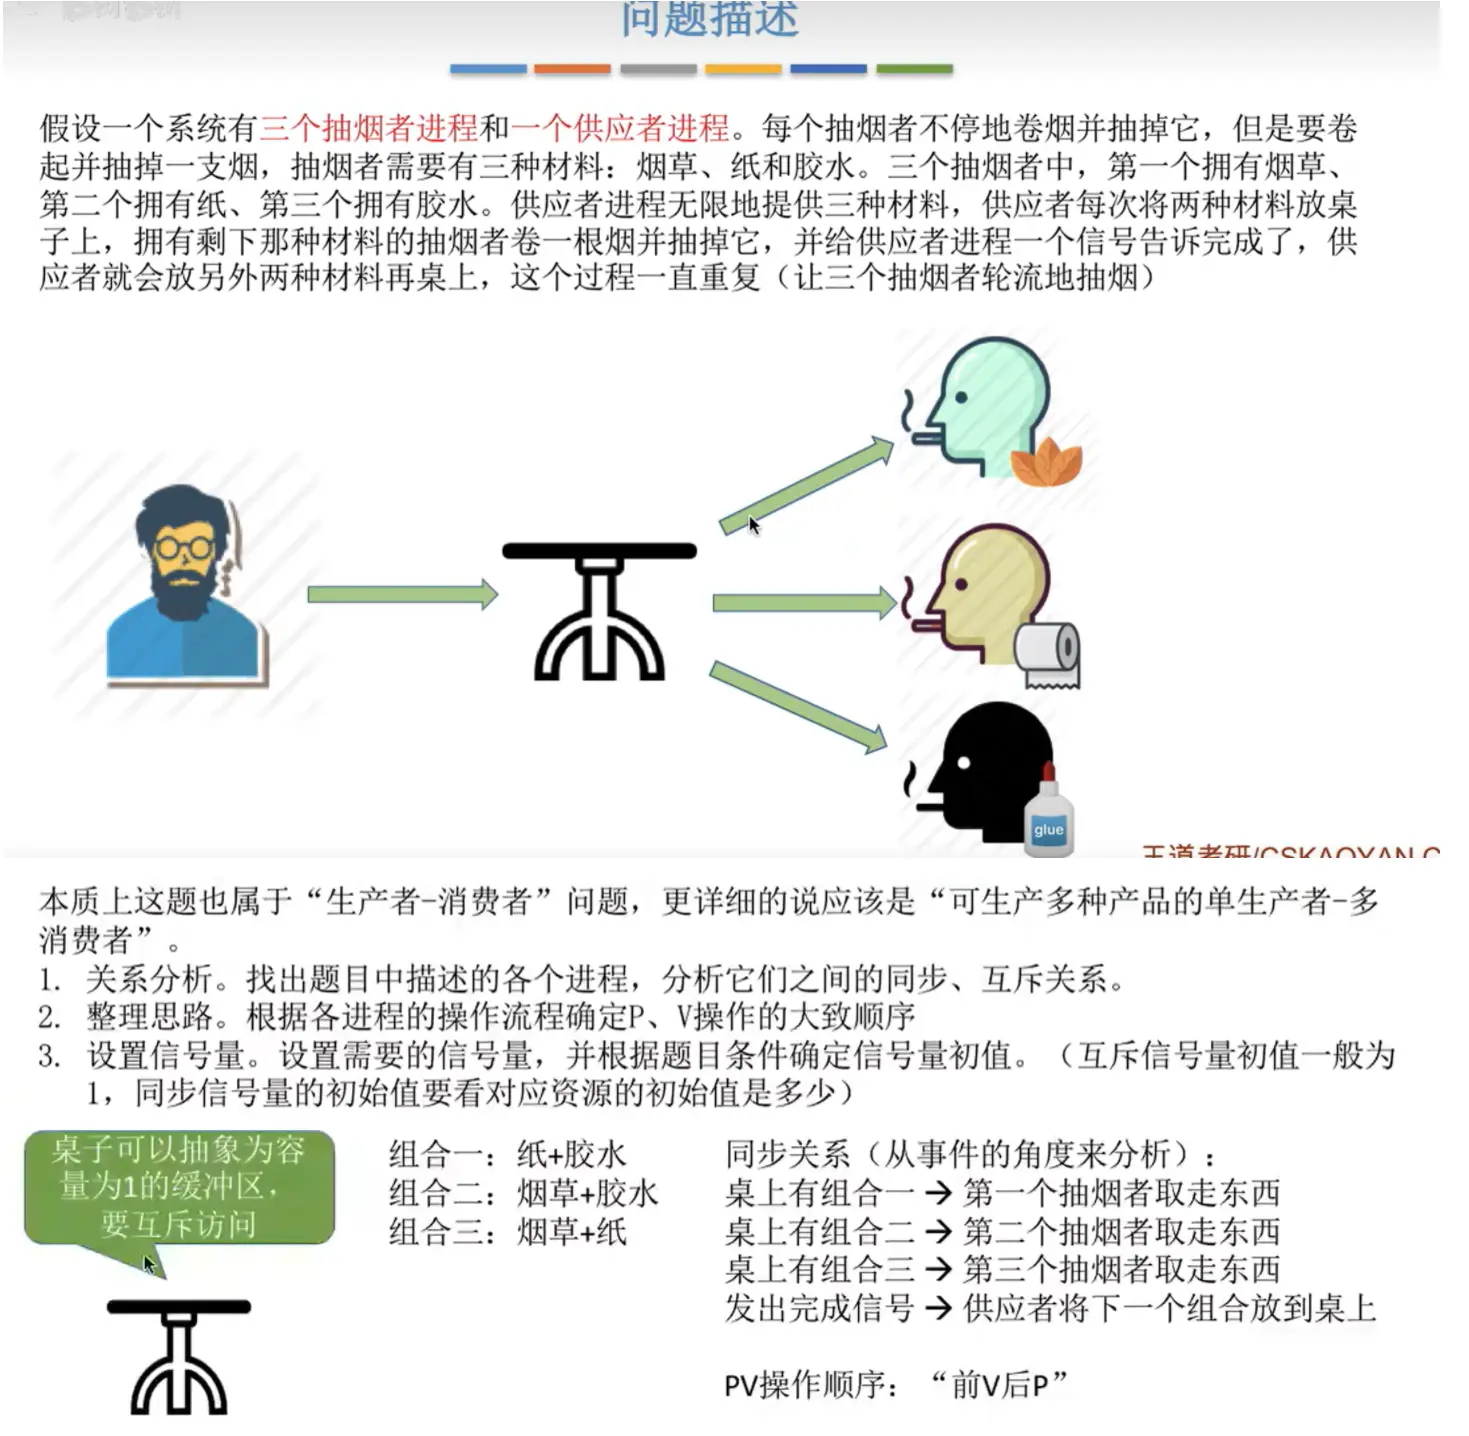 问题描述
假设一个系统有三个抽烟者进程和一个供应者进程。每个抽烟者不停地卷烟并抽掉它，但是要卷
起并抽掉一支烟，抽烟者需要有三种材料：烟草、纸和胶水。三个抽烟者中，第一个拥有烟草、
第二个拥有纸、第三个拥有胶水。供应者进程无限地提供三种材料，供应者每次将两种材料放桌
子上，拥有剩下那种材料的抽烟者卷一根烟并抽掉它，并给供应者进程一个信号告诉完成了，供
应者就会放另外两种材料再桌上，这个过程一直重复（让三个抽烟者轮流地抽烟）
glue
王道考研/CSKAOYAN.C
本质上这题也属于“生产者-消费者”问题，更详细的说应该是“可生产多种产品的单生产者-多
消费者”。
1. 关系分析。找出题目中描述的各个进程，分析它们之间的同步、互斥关系。
2. 整理思路。根据各进程的操作流程确定P、V操作的大致顺序
3. 设置信号量。设置需要的信号量，并根据题目条件确定信号量初值。（互斥信号量初值一般为
1，同步信号量的初始值要看对应资源的初始值是多少）
桌子可以抽象为容
量为1的缓冲区，
要互斥访问
组合一：纸+胶水
组合二：烟草+胶水
组合三：烟草+纸
同步关系（从事件的角度来分析）：
桌上有组合一 → 第一个抽烟者取走东西
桌上有组合二 → 第二个抽烟者取走东西
桌上有组合三 → 第三个抽烟者取走东西
发出完成信号 → 供应者将下一个组合放到桌上
PV操作顺序：“前V后P”